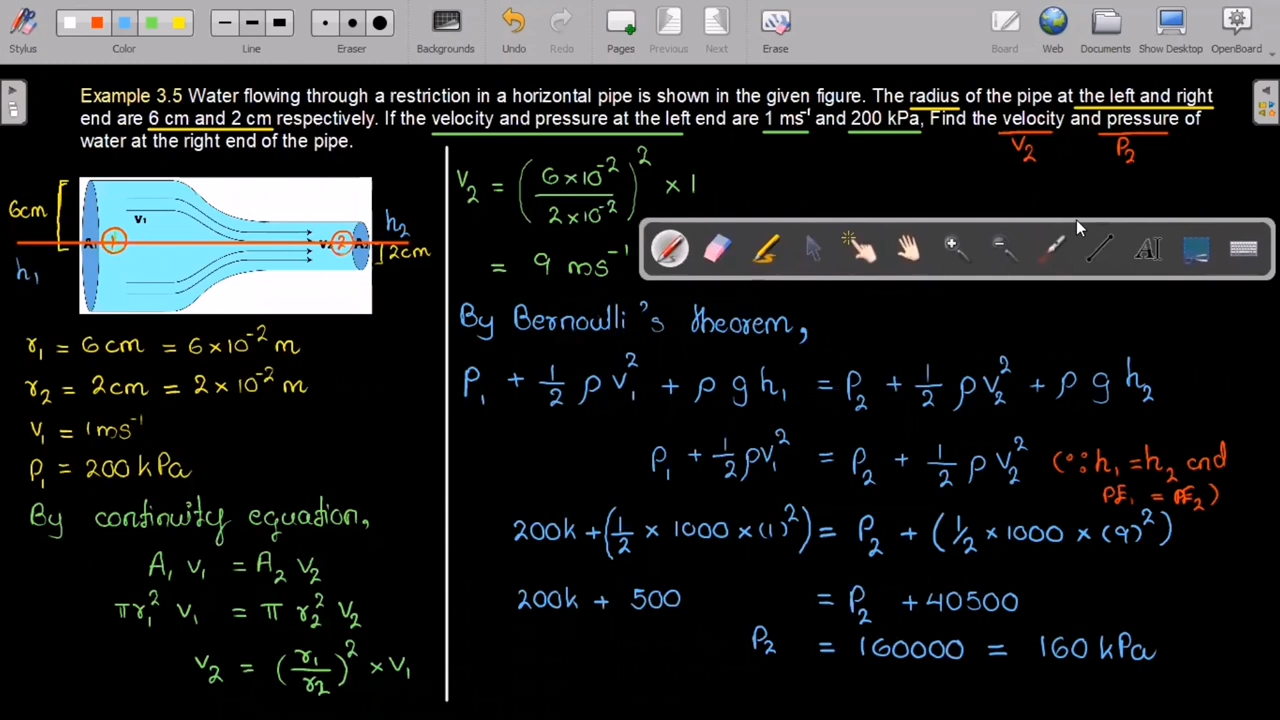 Stylus
Color
Line
Eraser
Backgrounds
Undo
Redo
Pages
Previous
Next
Erase
Board
Web
Documents
Show Desktop
OpenBoard
Example 3.5 Water flowing through a restriction in a horizontal pipe is shown in the given figure. The radius of the pipe at the left and right
end are 6 cm and 2 cm respectively. If the velocity and pressure at the left end are 1 ms⁻¹ and 200 kPa, Find the velocity and pressure of
water at the right end of the pipe.
V₂ P₂
6cm
V₁
h₂
A₁ ① V₂ ② A₂
2cm
h₁
r₁ = 6cm = 6×10⁻² m
r₂ = 2cm = 2×10⁻² m
V₁ = 1ms⁻¹
P₁ = 200 kPa
By continuity equation,
A₁ V₁ = A₂ V₂
πr₁² V₁ = π r₂² V₂
V₂ = (r₁/r₂)² × V₁
V₂ = (6×10⁻²/2×10⁻²)² × 1
= 9 ms⁻¹
By Bernoulli's theorem,
P₁ + ½ ρ V₁² + ρ g h₁ = P₂ + ½ ρ V₂² + ρ g h₂
P₁ + ½ ρV₁² = P₂ + ½ ρ V₂² (∵ h₁ = h₂ and
PE₁ = PE₂)
200k + (½ × 1000 × (1)²) = P₂ + (½ × 1000 × (9)²)
200k + 500 = P₂ + 40500
P₂ = 160000 = 160 kPa